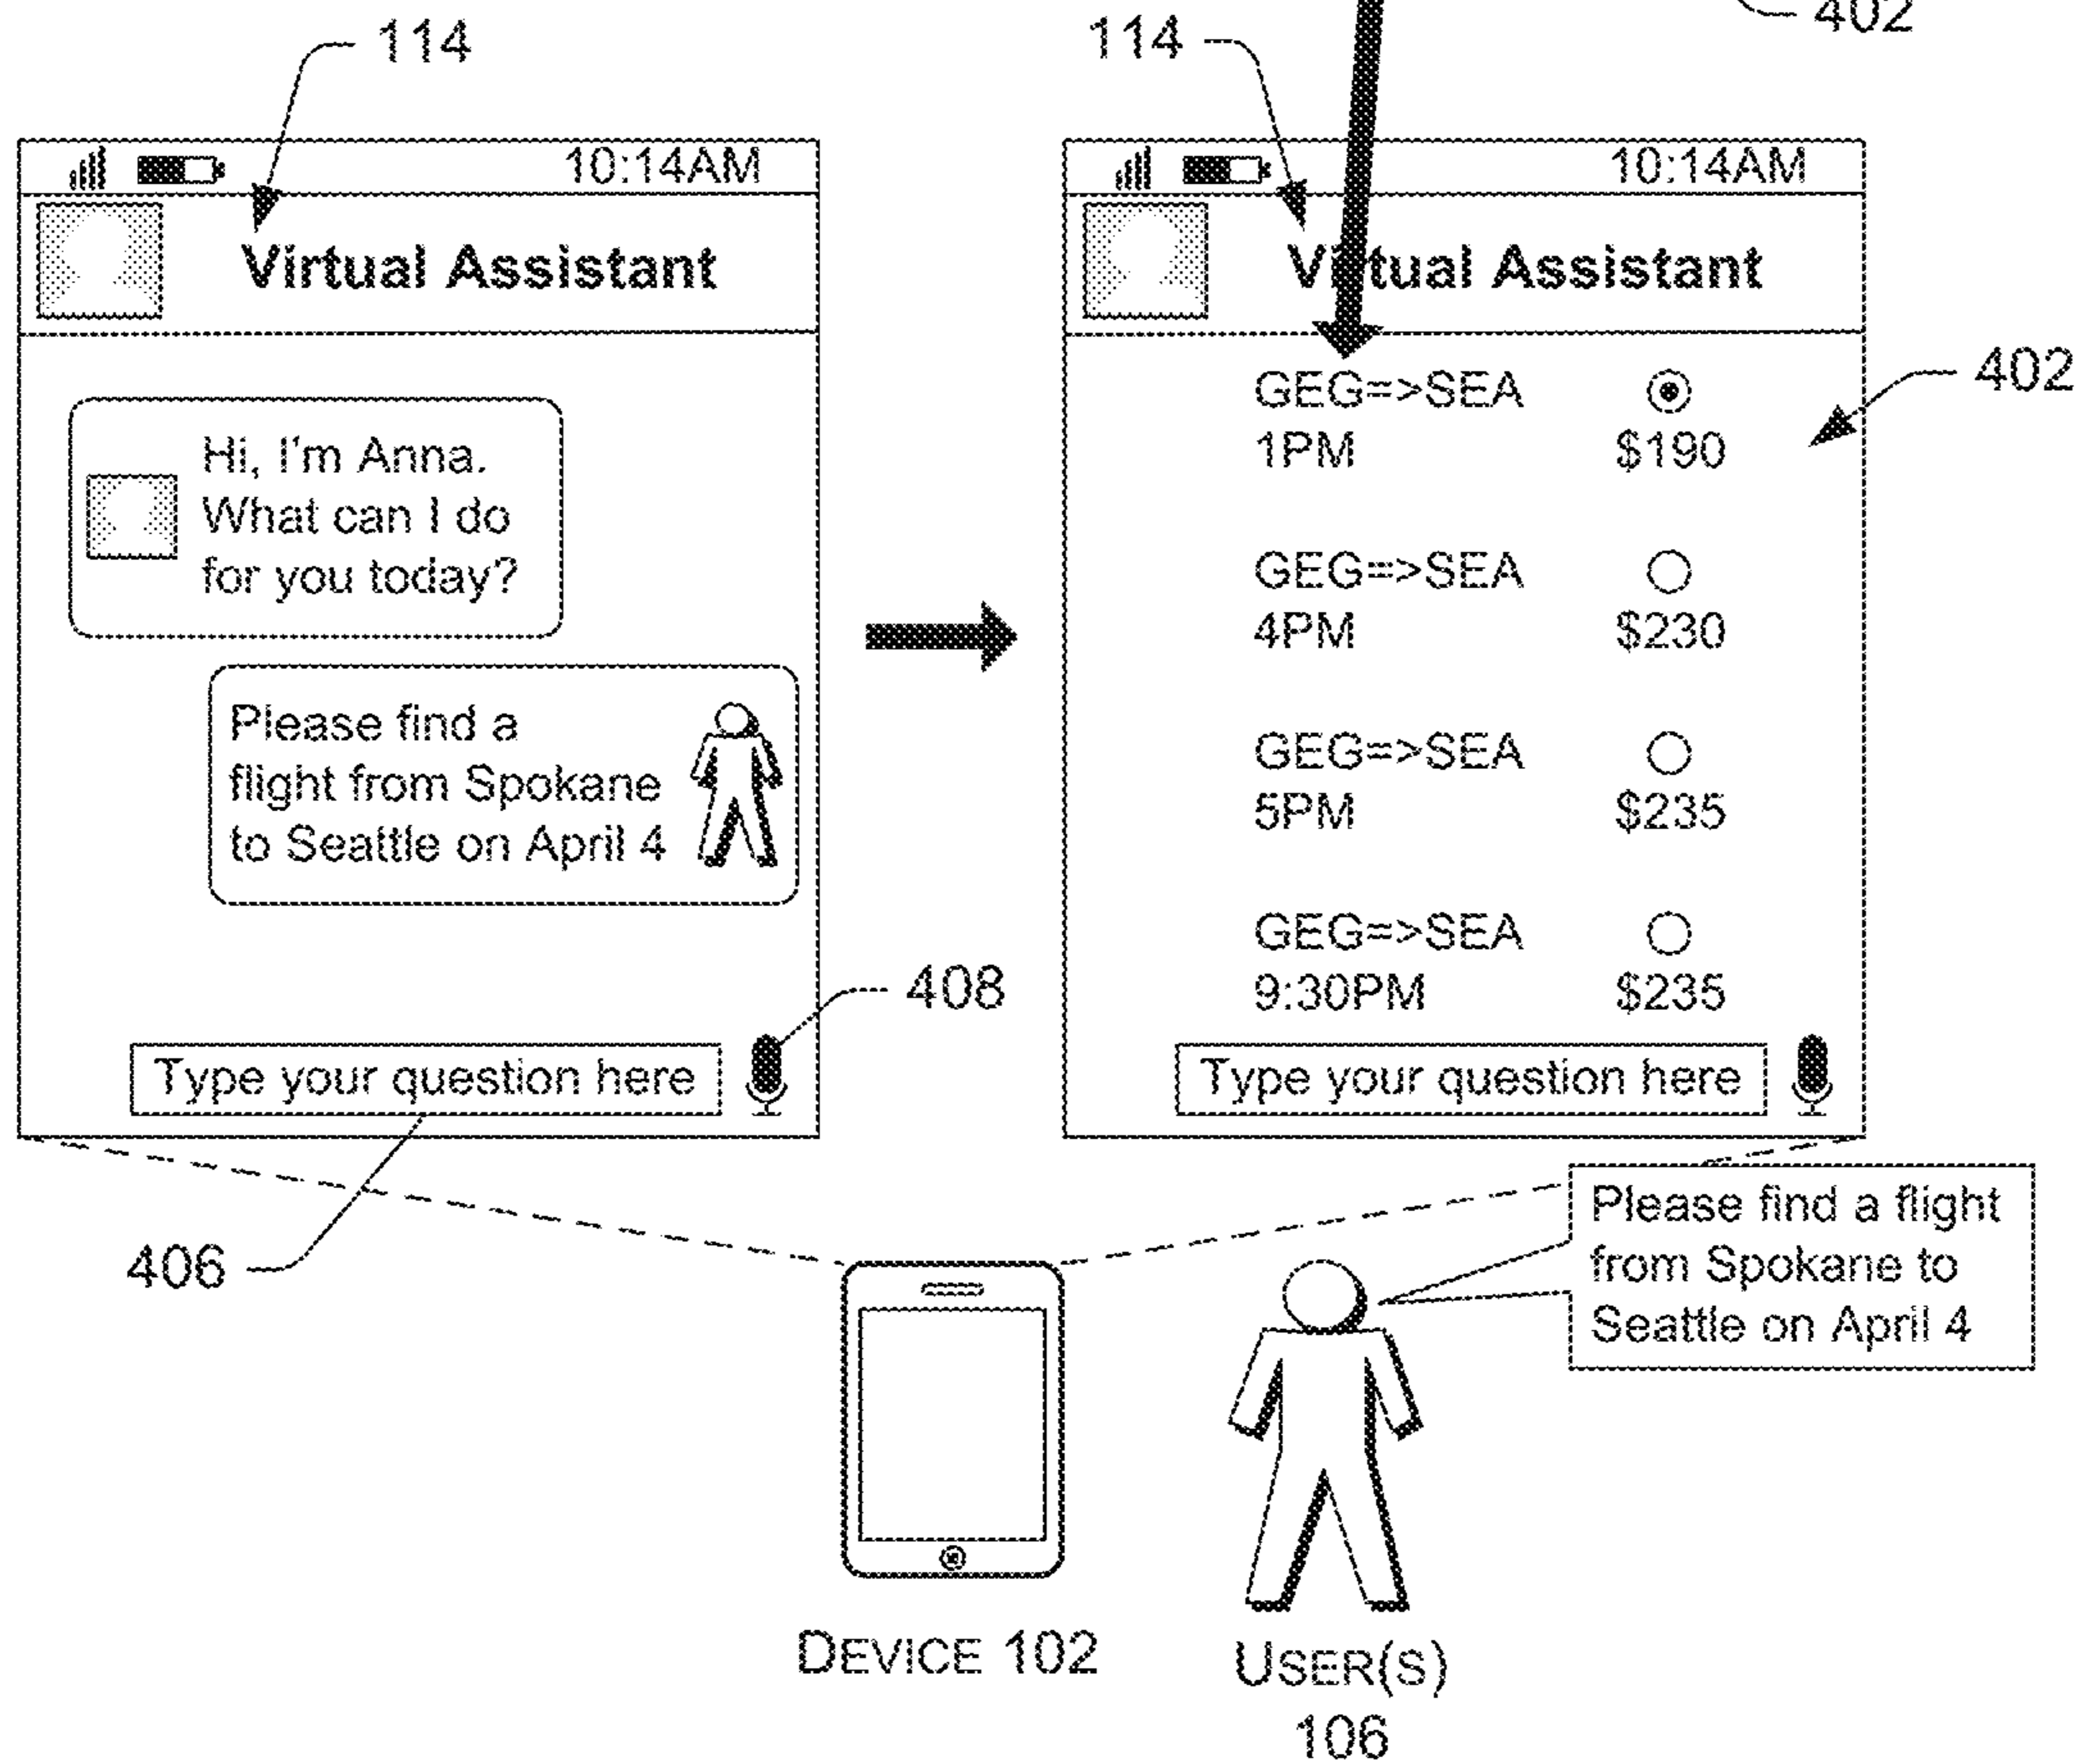 402
114
114
10:14AM
Virtual Assistant
Hi, I'm Anna.
What can I do
for you today?
Please find a
flight from Spokane
to Seattle on April 4
408
Type your question here
406
10:14AM
Virtual Assistant
GEG=>SEA
1PM $190
402
GEG=>SEA
4PM $230
GEG=>SEA
5PM $235
GEG=>SEA
9:30PM $235
Type your question here
Please find a flight
from Spokane to
Seattle on April 4
DEVICE 102
USER(S)
106